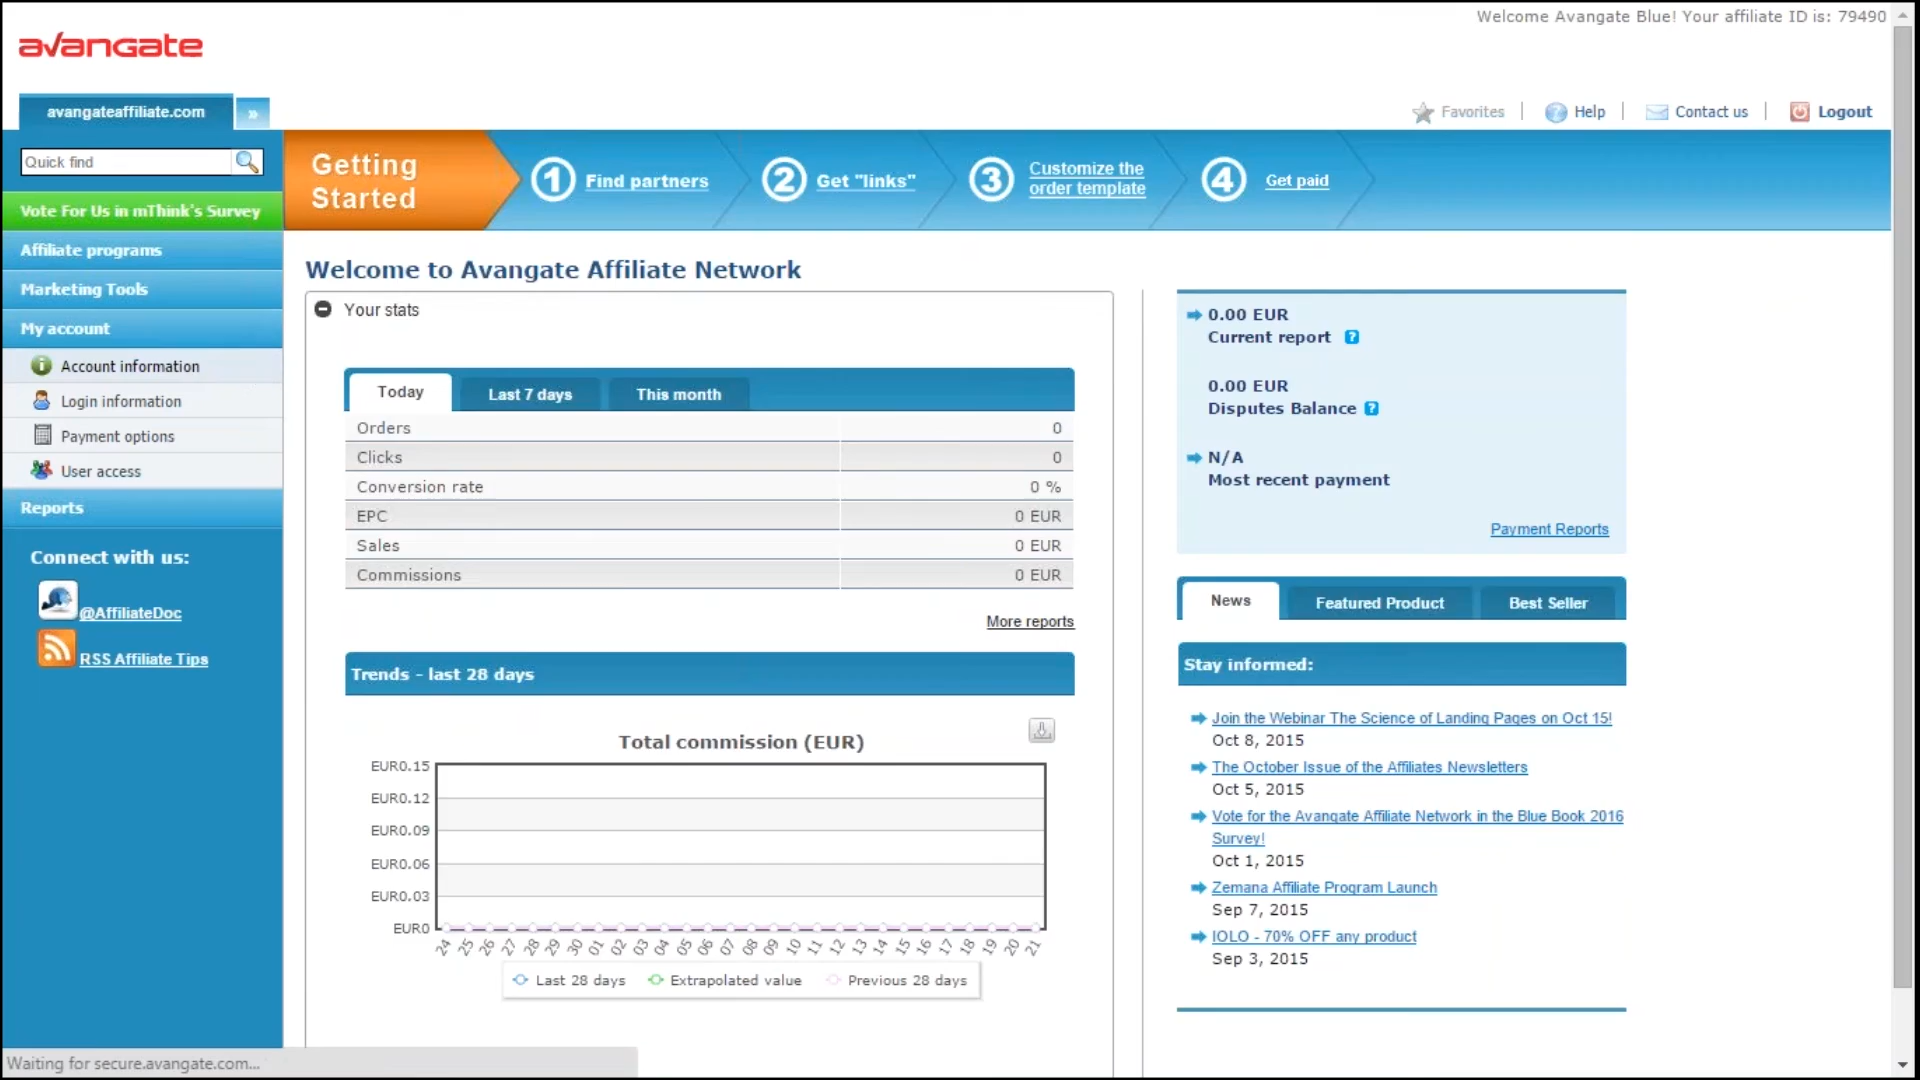 Welcome Avangate Blue! Your affiliate ID is: 79490
avangate
avangateaffiliate.com
»
Favorites
Help
Contact us
Logout
Quick find
Getting
Started
1 Find partners
2 Get "links"
3 Customize the
order template
4 Get paid
Vote For Us in mThink's Survey
Affiliate programs
Marketing Tools
My account
Account information
Login information
Payment options
User access
Reports
Connect with us:
@AffiliateDoc
RSS Affiliate Tips
Welcome to Avangate Affiliate Network
Your stats
Today
Last 7 days
This month
Orders 0
Clicks 0
Conversion rate 0 %
EPC 0 EUR
Sales 0 EUR
Commissions 0 EUR
More reports
Trends - last 28 days
Total commission (EUR)
EUR0.15
EUR0.12
EUR0.09
EUR0.06
EUR0.03
EUR0
24 25 26 27 28 29 30 01 02 03 04 05 06 07 08 09 10 11 12 13 14 15 16 17 18 19 20 21
Last 28 days
Extrapolated value
Previous 28 days
0.00 EUR
Current report ?
0.00 EUR
Disputes Balance ?
N/A
Most recent payment
Payment Reports
News
Featured Product
Best Seller
Stay informed:
Join the Webinar The Science of Landing Pages on Oct 15!
Oct 8, 2015
The October Issue of the Affiliates Newsletters
Oct 5, 2015
Vote for the Avangate Affiliate Network in the Blue Book 2016
Survey!
Oct 1, 2015
Zemana Affiliate Program Launch
Sep 7, 2015
IOLO - 70% OFF any product
Sep 3, 2015
Waiting for secure.avangate.com...